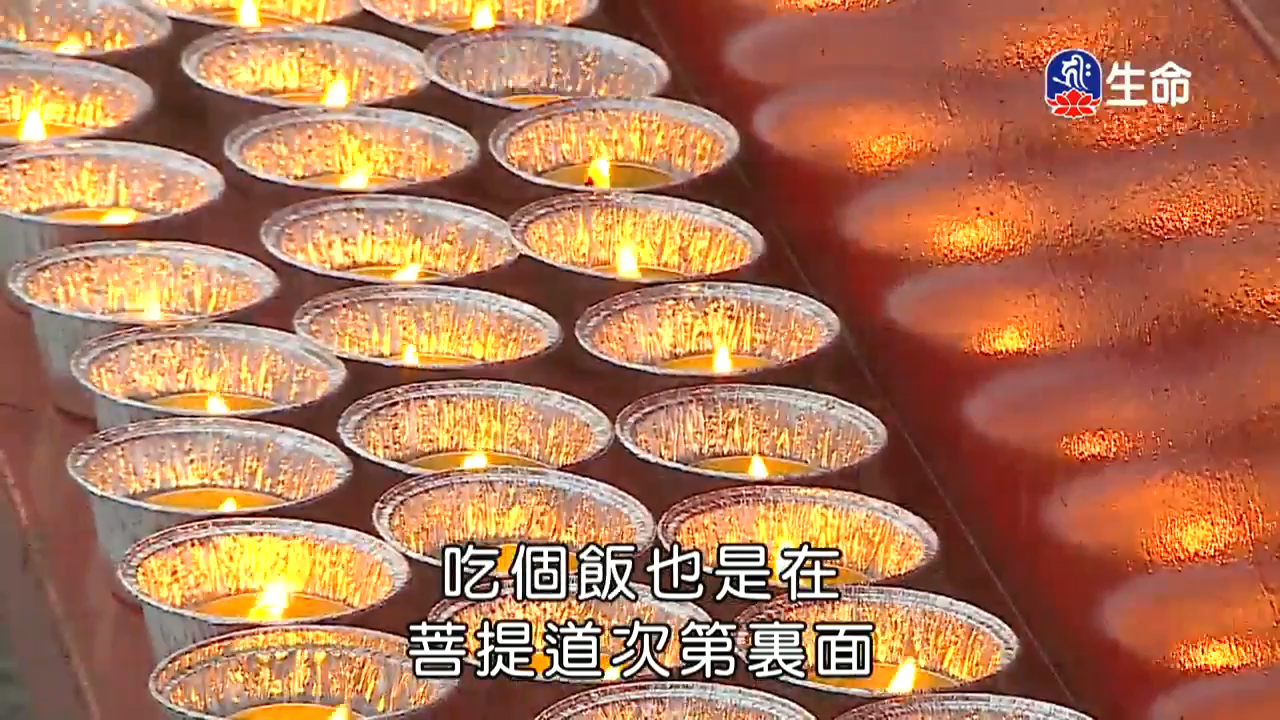 生命
吃個飯也是在
菩提道次第裏面